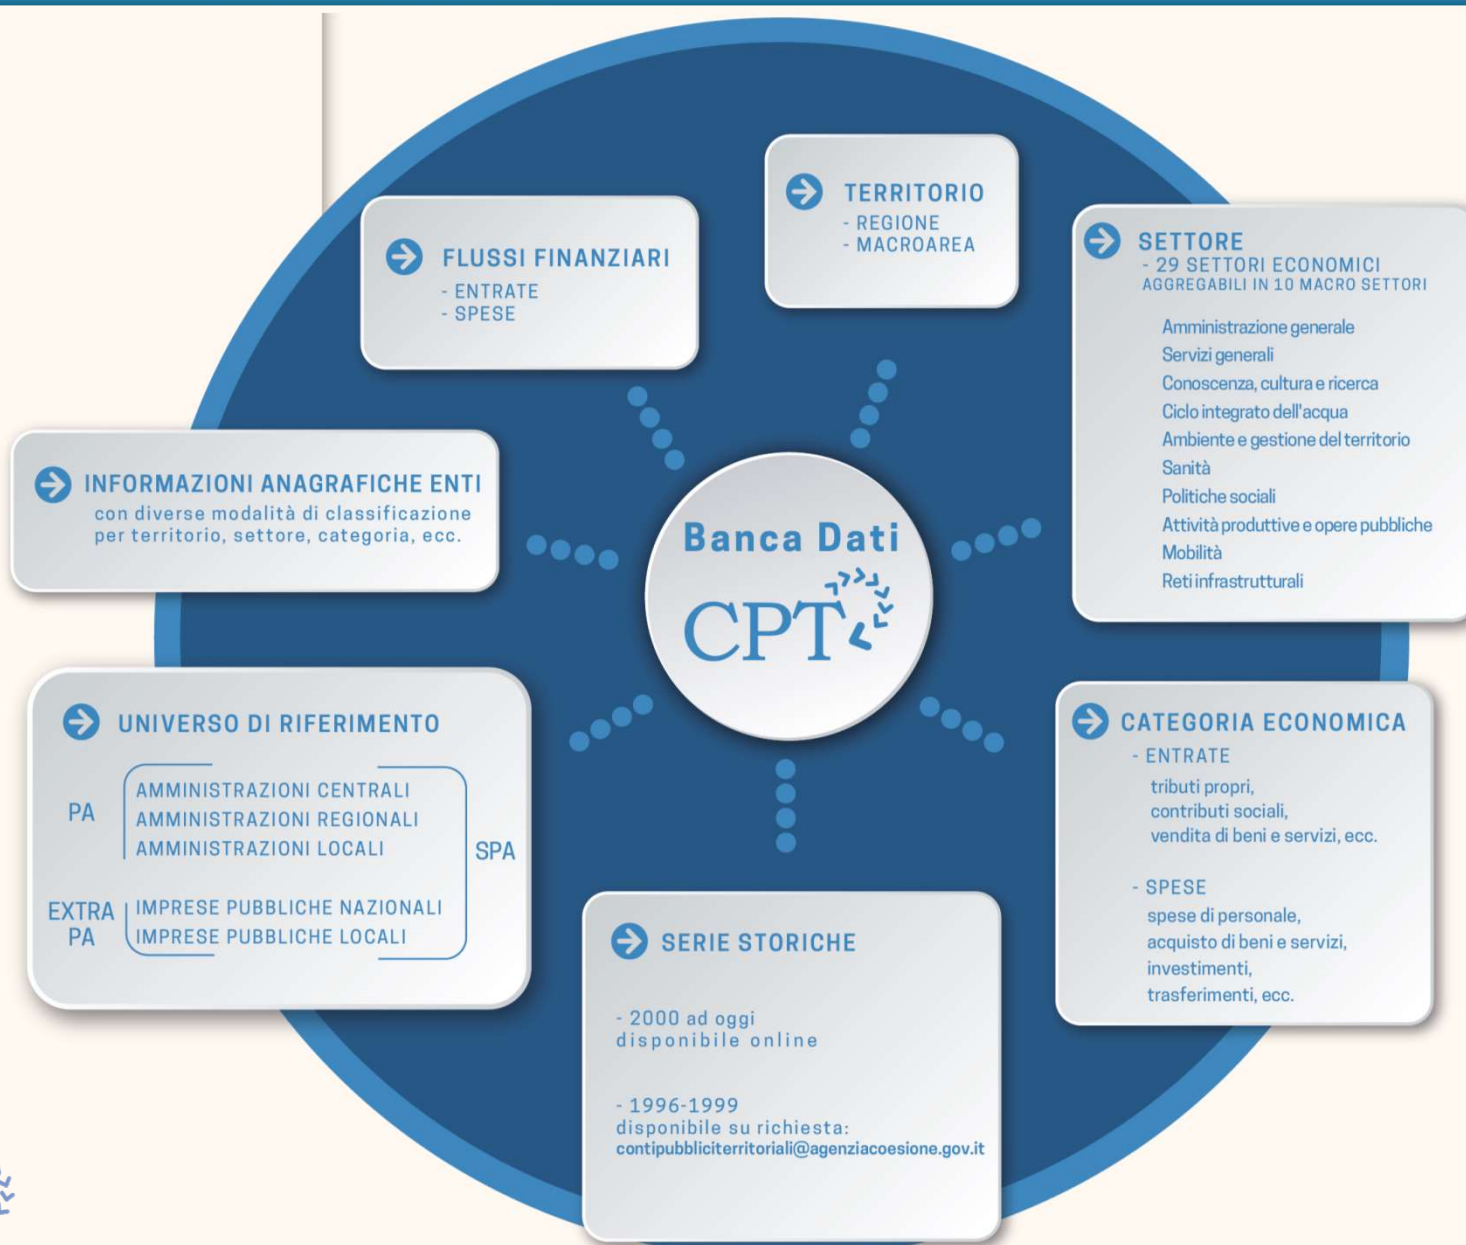 Banca Dati
CPT
FLUSSI FINANZIARI
- ENTRATE
- SPESE
TERRITORIO
- REGIONE
- MACROAREA
SETTORE
- 29 SETTORI ECONOMICI
AGGREGABILI IN 10 MACRO SETTORI
Amministrazione generale
Servizi generali
Conoscenza, cultura e ricerca
Ciclo integrato dell'acqua
Ambiente e gestione del territorio
Sanità
Politiche sociali
Attività produttive e opere pubbliche
Mobilità
Reti infrastrutturali
INFORMAZIONI ANAGRAFICHE ENTI
con diverse modalità di classificazione
per territorio, settore, categoria, ecc.
UNIVERSO DI RIFERIMENTO
PA
AMMINISTRAZIONI CENTRALI
AMMINISTRAZIONI REGIONALI
AMMINISTRAZIONI LOCALI
SPA
EXTRA
PA
IMPRESE PUBBLICHE NAZIONALI
IMPRESE PUBBLICHE LOCALI
CATEGORIA ECONOMICA
- ENTRATE
tributi propri,
contributi sociali,
vendita di beni e servizi, ecc.
- SPESE
spese di personale,
acquisto di beni e servizi,
investimenti,
trasferimenti, ecc.
SERIE STORICHE
- 2000 ad oggi
disponibile online
- 1996-1999
disponibile su richiesta:
contipubbliciterritoriali@agenziacoesione.gov.it